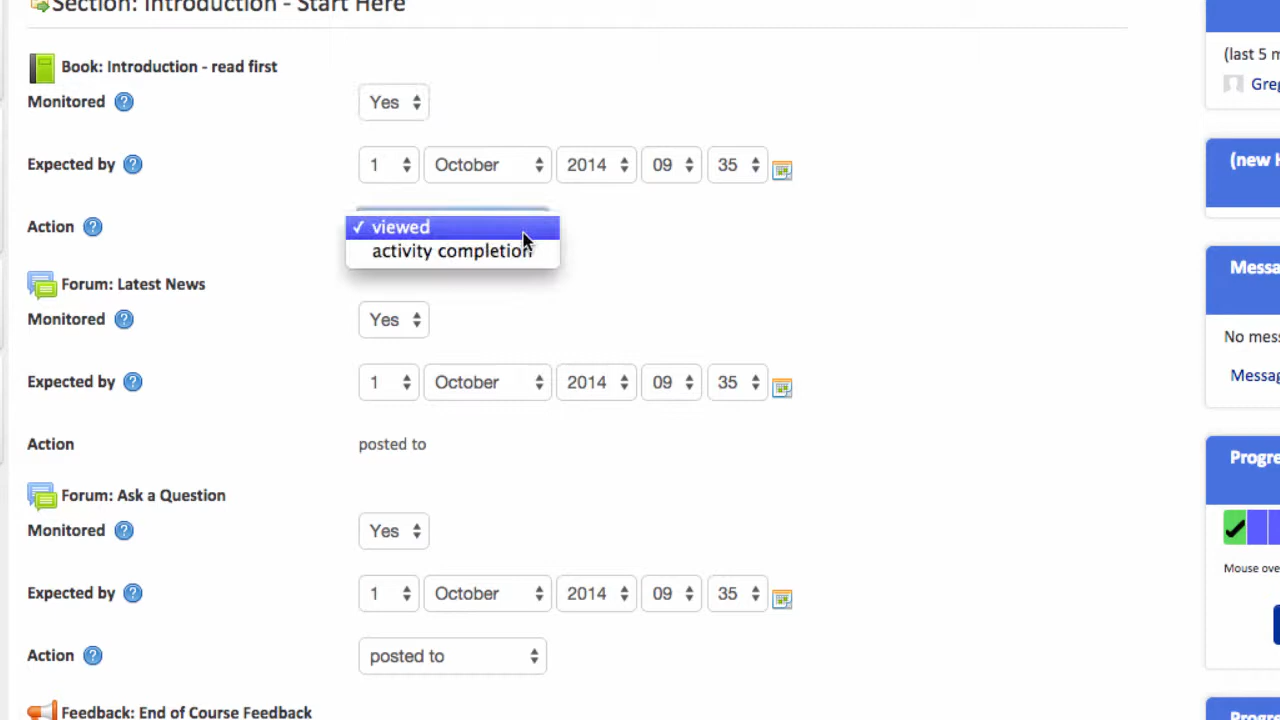 Section: Introduction - Start Here
Book: Introduction - read first
Monitored ? Yes
Expected by ? 1 October 2014 09 35
Action ? ✓ viewed
activity completion
Forum: Latest News
Monitored ? Yes
Expected by ? 1 October 2014 09 35
Action posted to
Forum: Ask a Question
Monitored ? Yes
Expected by ? 1 October 2014 09 35
Action ? posted to
Feedback: End of Course Feedback
(last 5 m
Greg
(new H
Messa
No mess
Messag
Progre
Mouse ove
Progre